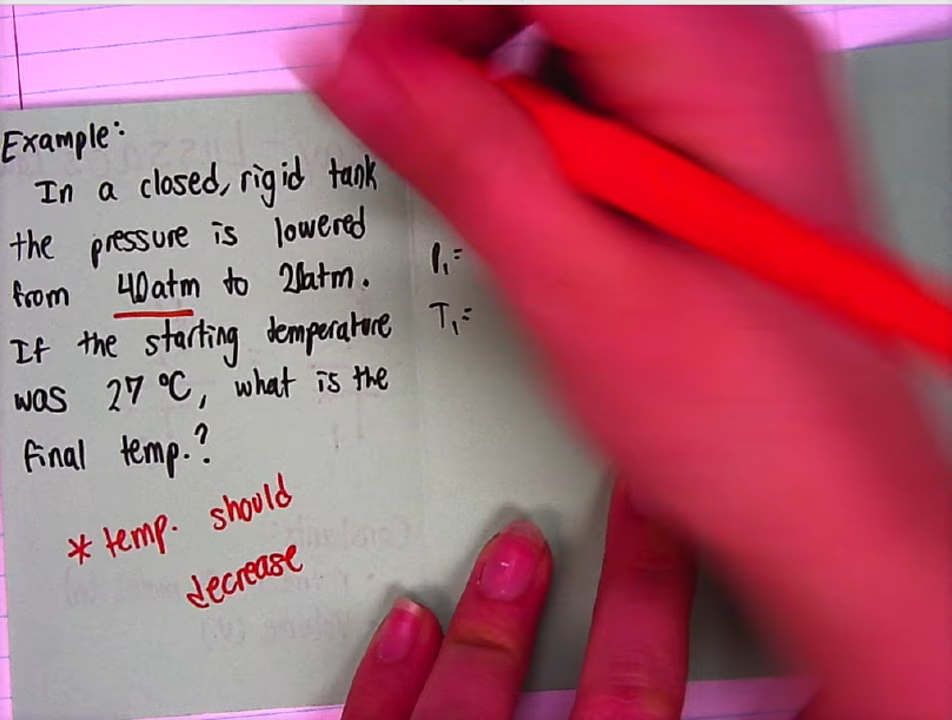 Example:
In a closed, rigid tank
the pressure is lowered
from 40atm to atm.
If the starting temperature
was 27 °C, what is the
final temp.?
* temp. should
decrease
P₁=
T₁=